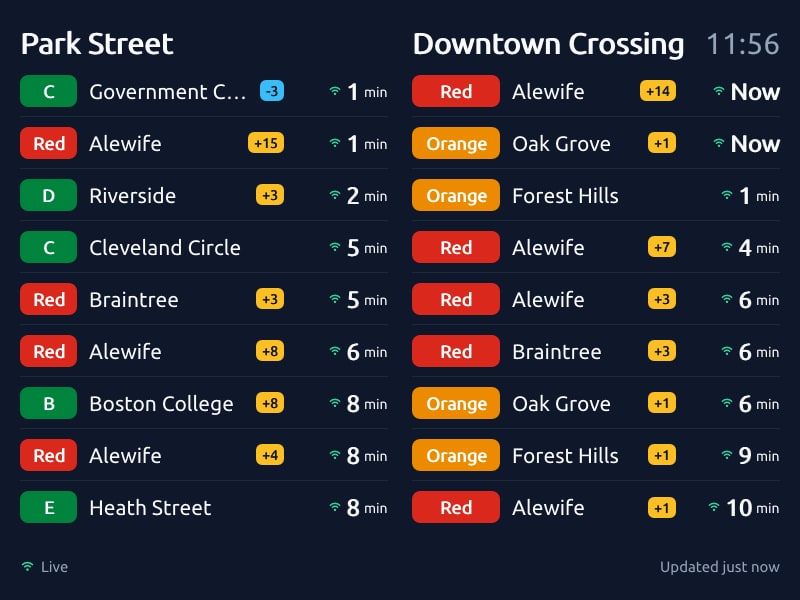 Park Street
C Government C... -3 1 min
Red Alewife +15 1 min
D Riverside +3 2 min
C Cleveland Circle 5 min
Red Braintree +3 5 min
Red Alewife +8 6 min
B Boston College +8 8 min
Red Alewife +4 8 min
E Heath Street 8 min
Downtown Crossing 11:56
Red Alewife +14 Now
Orange Oak Grove +1 Now
Orange Forest Hills 1 min
Red Alewife +7 4 min
Red Alewife +3 6 min
Red Braintree +3 6 min
Orange Oak Grove +1 6 min
Orange Forest Hills +1 9 min
Red Alewife +1 10 min
Live
Updated just now